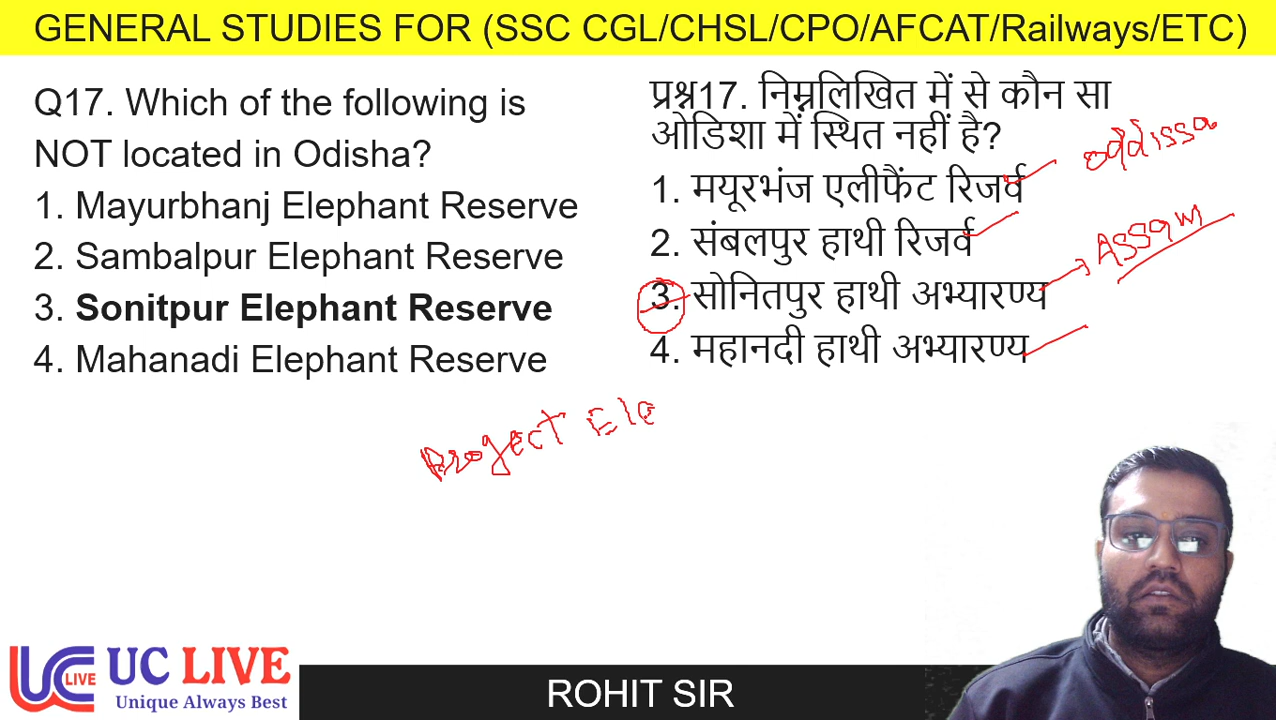 GENERAL STUDIES FOR (SSC CGL/CHSL/CPO/AFCAT/Railways/ETC)
Q17. Which of the following is
NOT located in Odisha?
1. Mayurbhanj Elephant Reserve
2. Sambalpur Elephant Reserve
3. Sonitpur Elephant Reserve
4. Mahanadi Elephant Reserve
प्रश्न17. निम्नलिखित में से कौन सा
ओडिशा में स्थित नहीं है?
1. मयूरभंज एलीफैंट रिजर्व
2. संबलपुर हाथी रिजर्व
3. सोनितपुर हाथी अभ्यारण्य
4. महानदी हाथी अभ्यारण्य
oddissa
Assam
Project Ele
UC LIVE
LIVE
Unique Always Best
ROHIT SIR